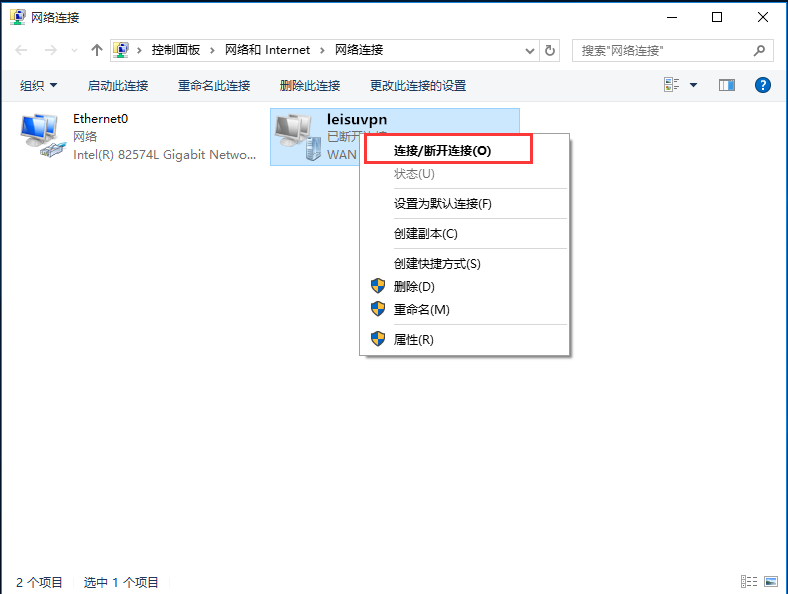 网络连接
控制面板 › 网络和 Internet › 网络连接
搜索"网络连接"
组织
启动此连接
重命名此连接
删除此连接
更改此连接的设置
Ethernet0
网络
Intel(R) 82574L Gigabit Netwo...
leisuvpn
已断开
WAN
连接/断开连接(O)
状态(U)
设置为默认连接(F)
创建副本(C)
创建快捷方式(S)
删除(D)
重命名(M)
属性(R)
2 个项目
选中 1 个项目